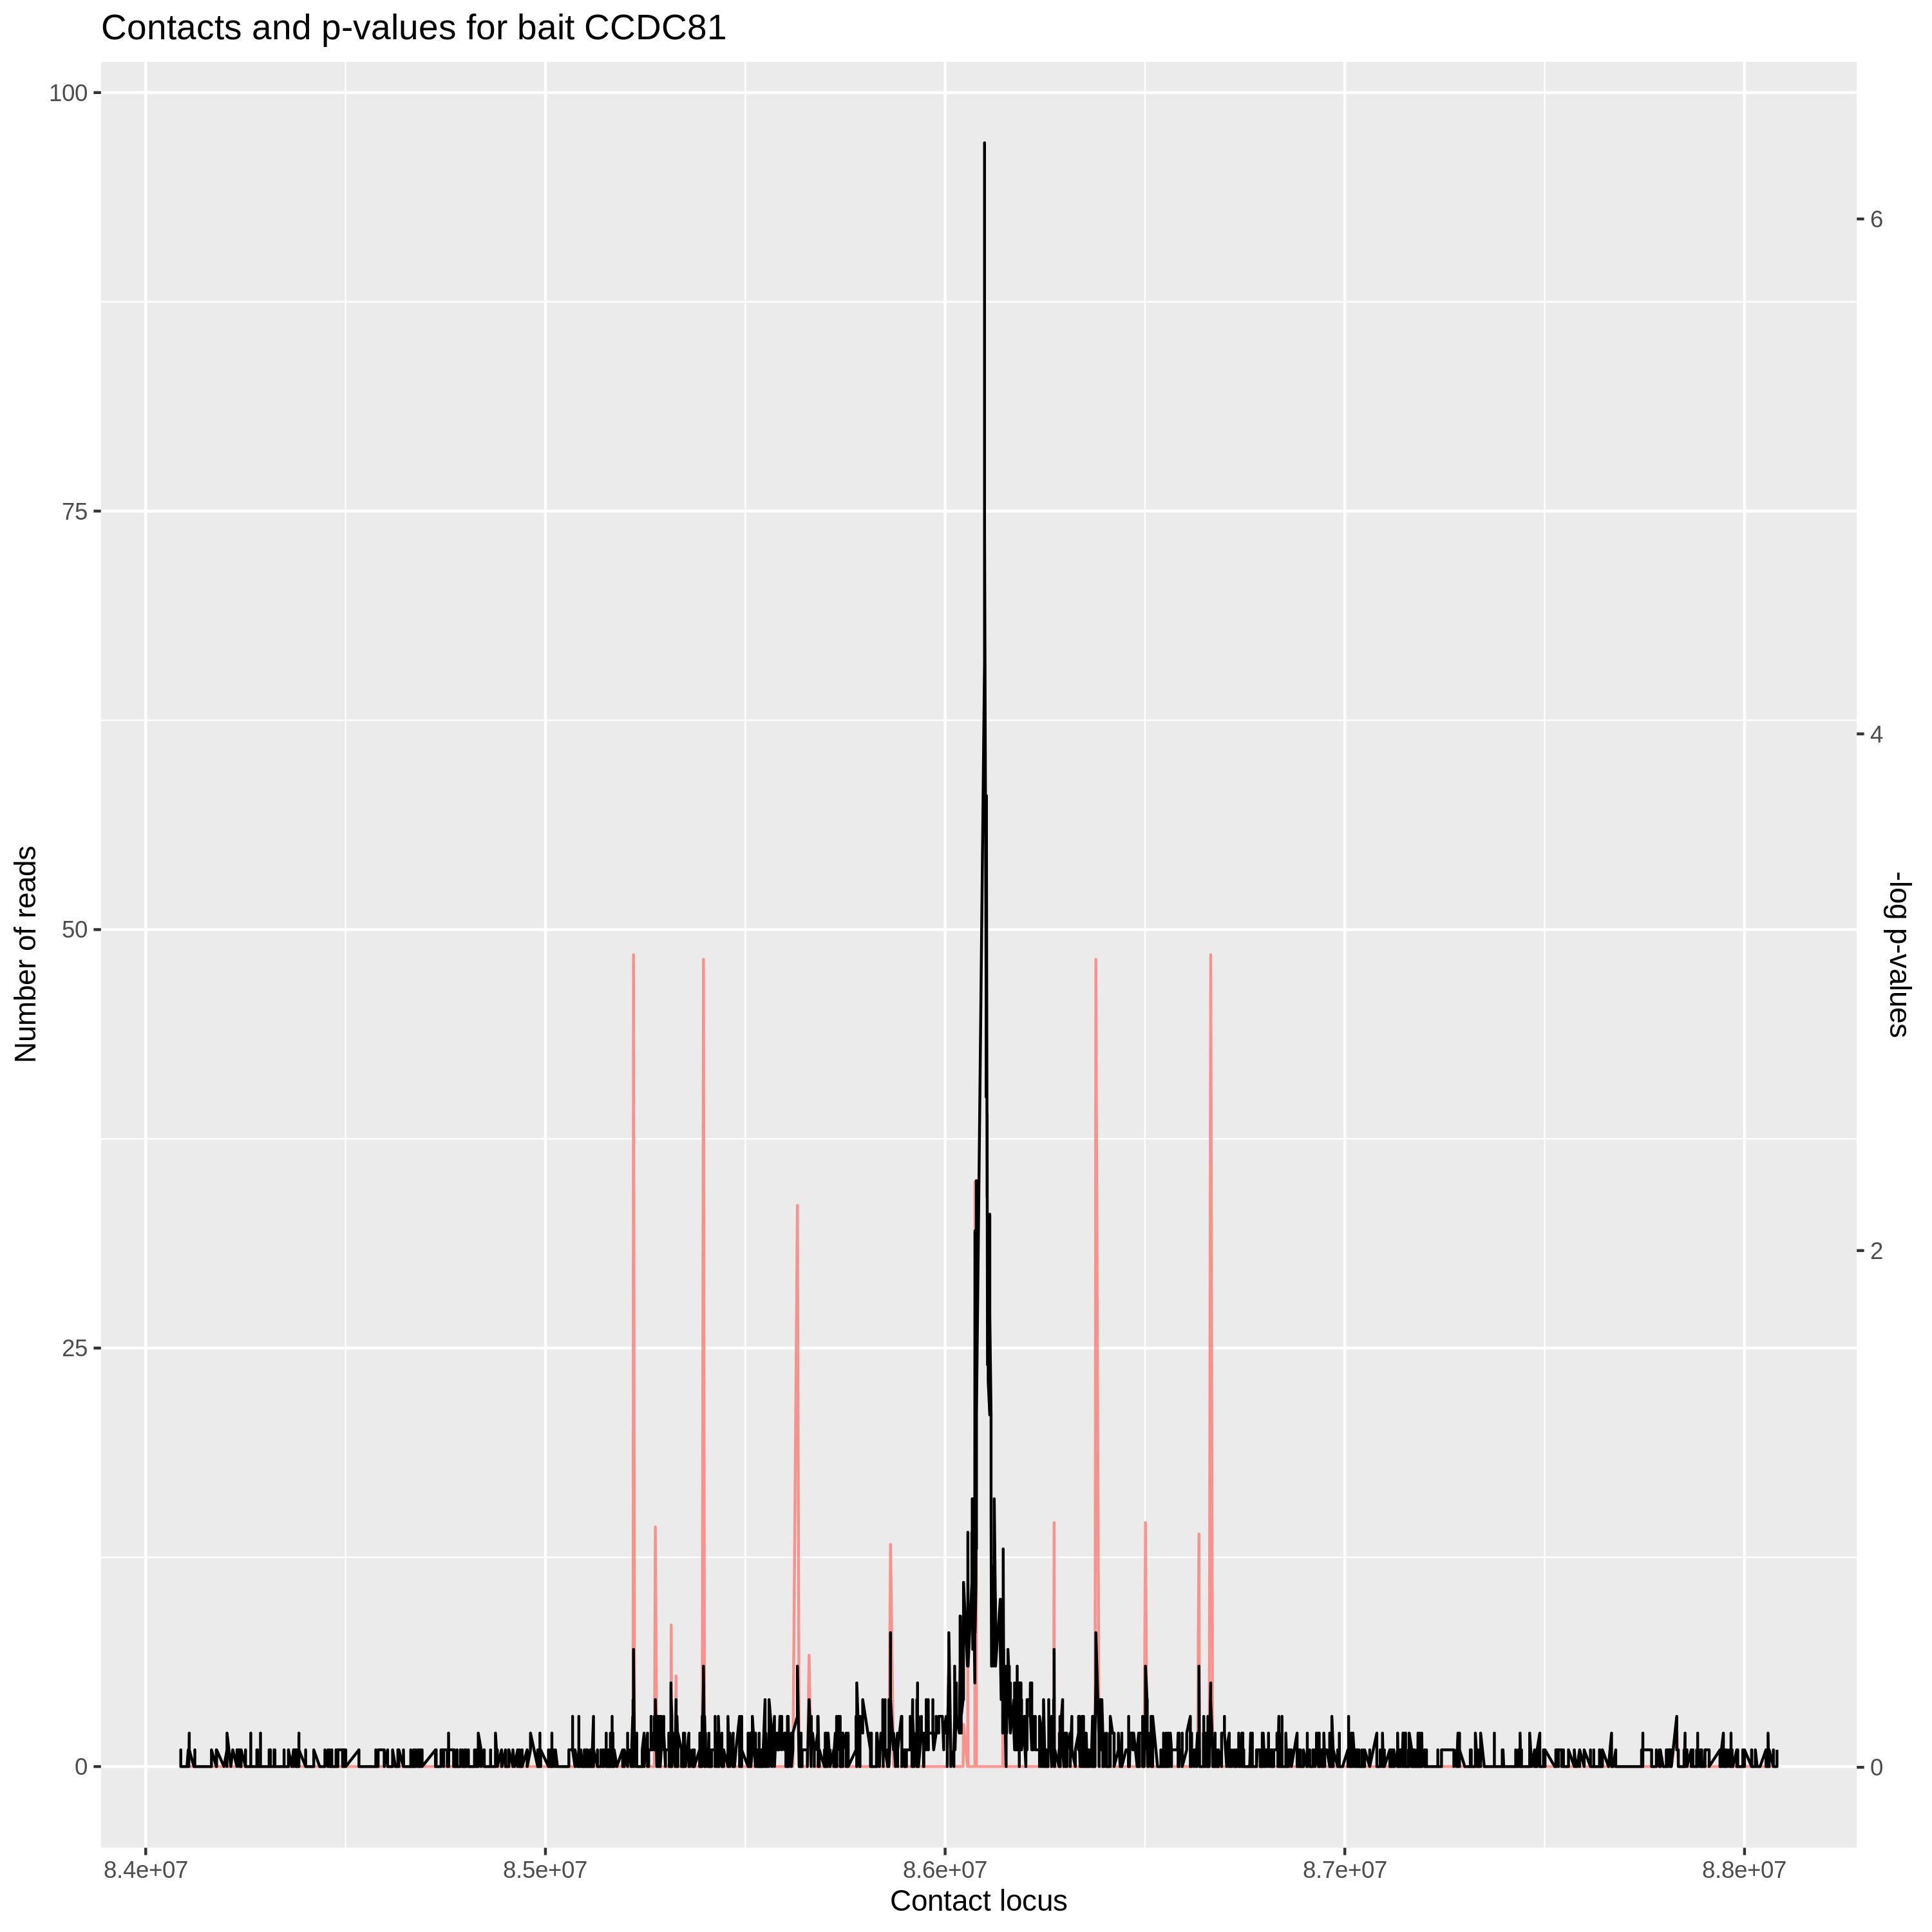 Contacts and p-values for bait CCDC81
100
75
50
25
0
Number of reads
6
4
2
0
-log p-values
8.4e+07 8.5e+07 8.6e+07 8.7e+07 8.8e+07
Contact locus